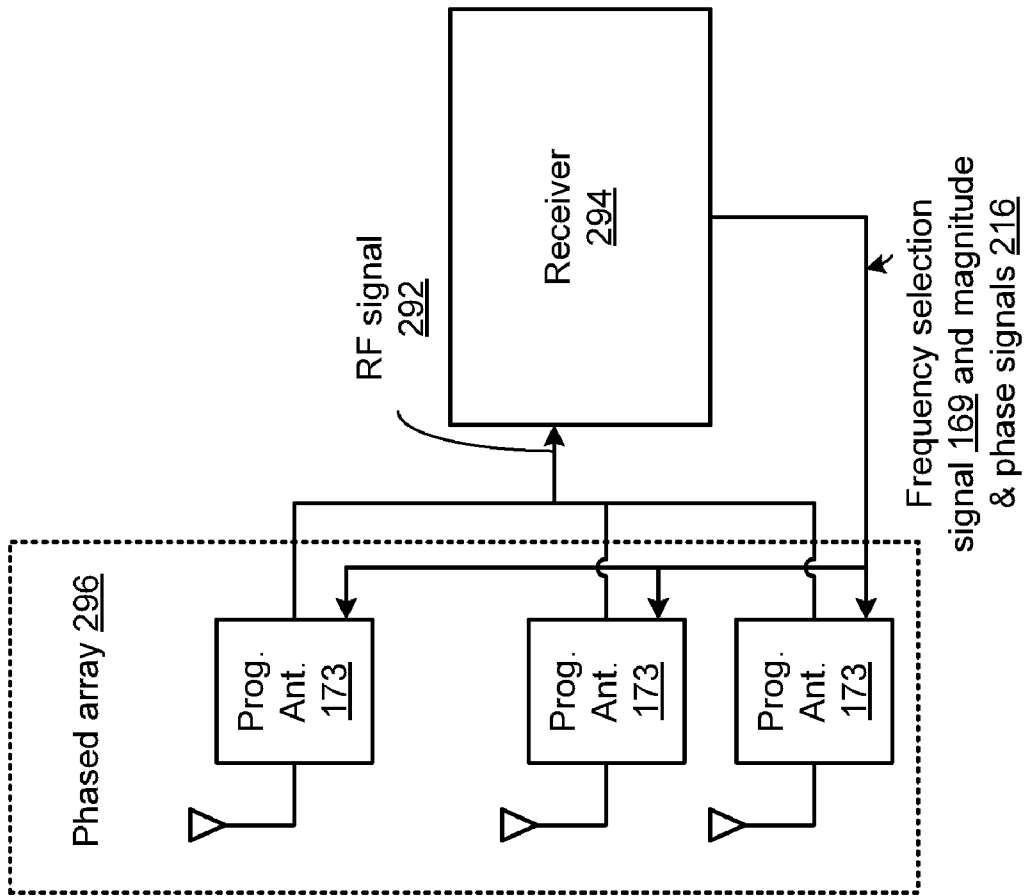 Phased array 296
Prog.
Ant.
173
Prog.
Ant.
173
Prog.
Ant.
173
RF signal
292
Receiver
294
Frequency selection
signal 169 and magnitude
& phase signals 216